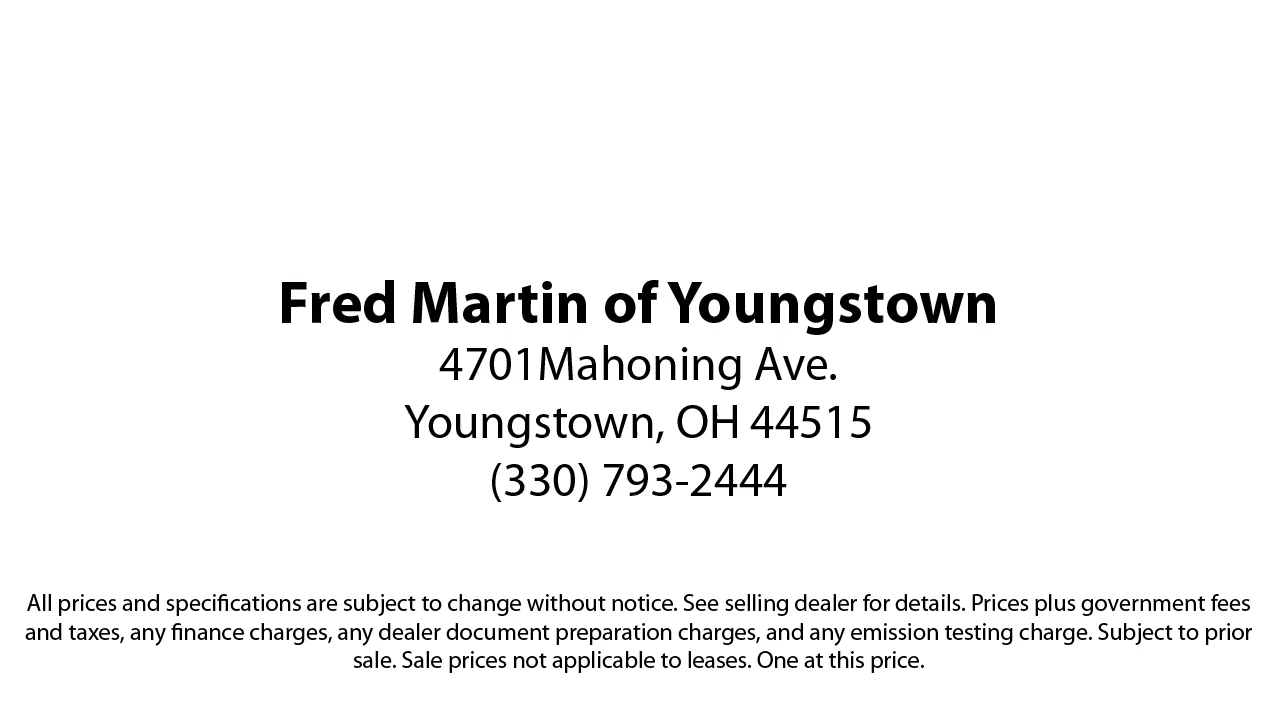 Fred Martin of Youngstown
4701Mahoning Ave.
Youngstown, OH 44515
(330) 793-2444
All prices and specifications are subject to change without notice. See selling dealer for details. Prices plus government fees
and taxes, any finance charges, any dealer document preparation charges, and any emission testing charge. Subject to prior
sale. Sale prices not applicable to leases. One at this price.